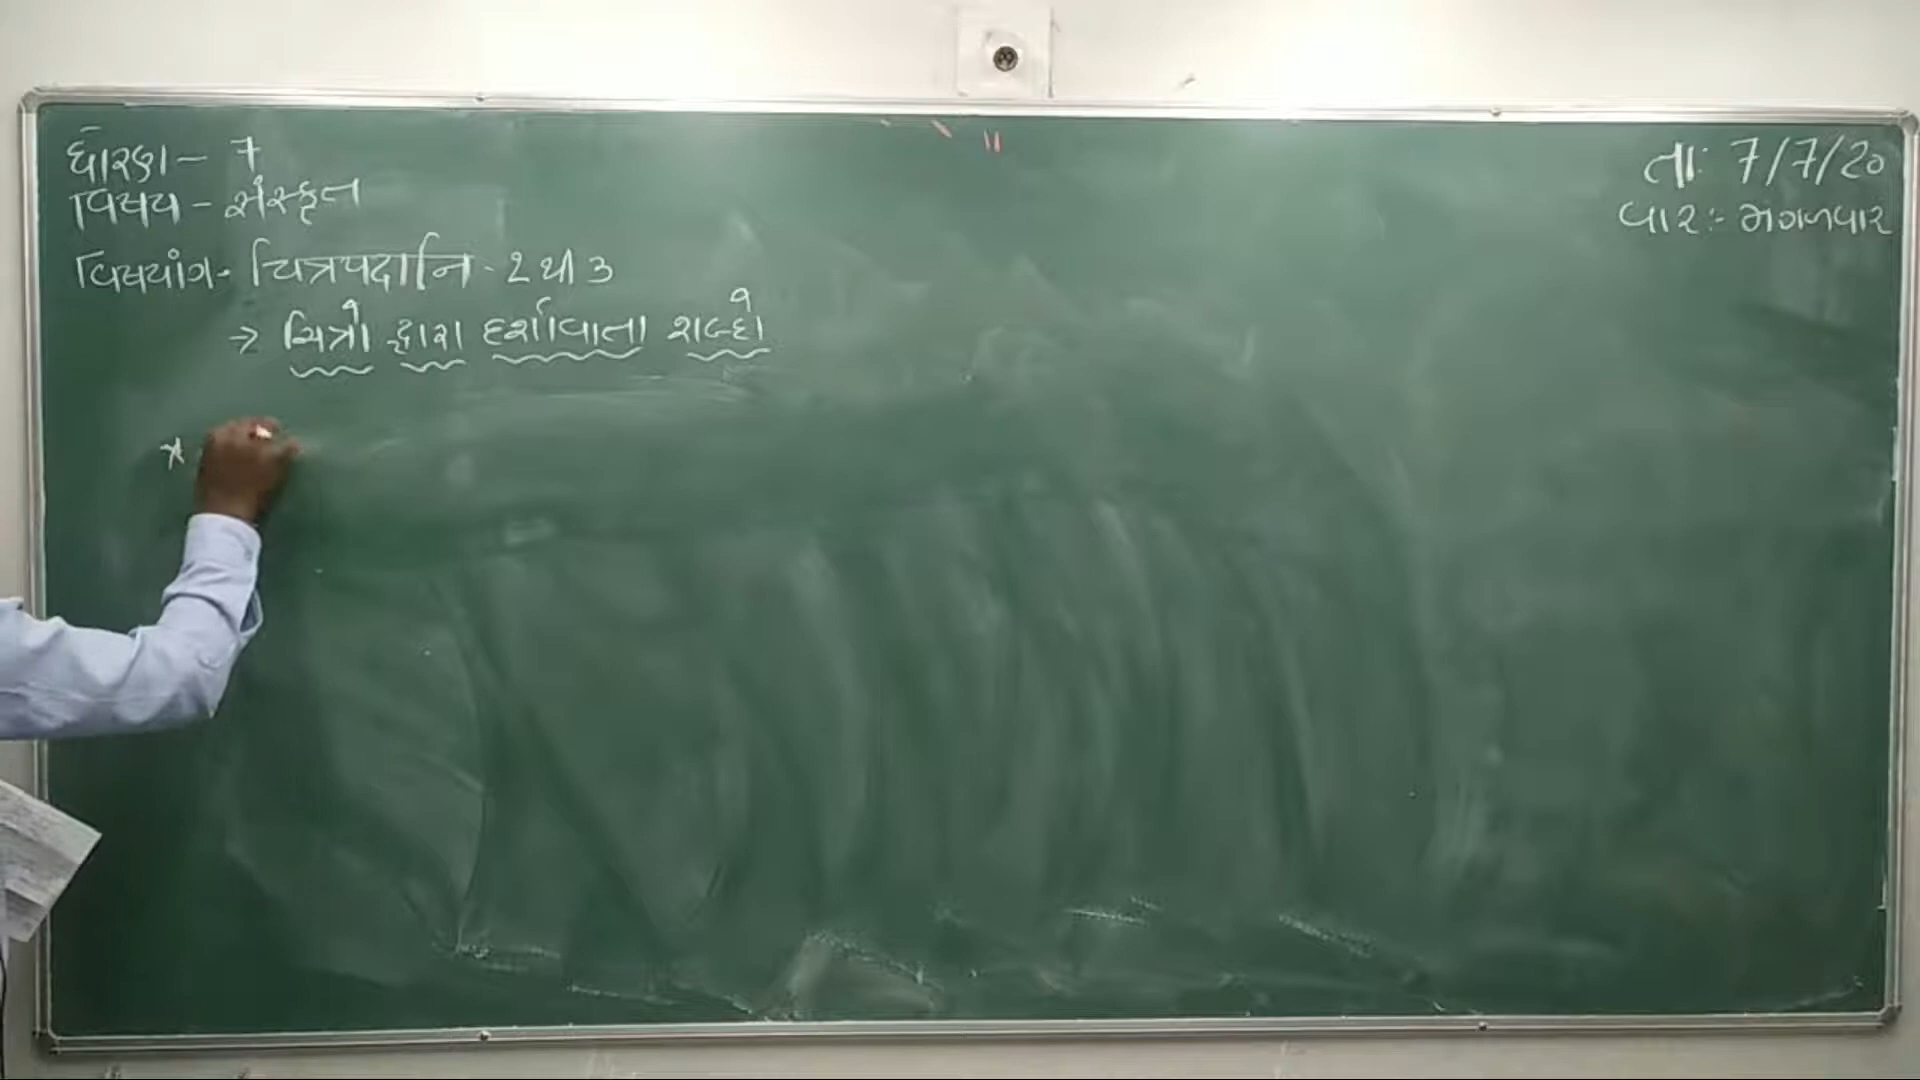 ધોરણ - 7
વિષય - સંસ્કૃત
વિષયાંગ - चित्रपदानि - 2 થી 3
→ ચિત્રો દ્વારા દર્શાવાતા શબ્દો
*
તા: 7/7/20
વાર:- મંગળવાર